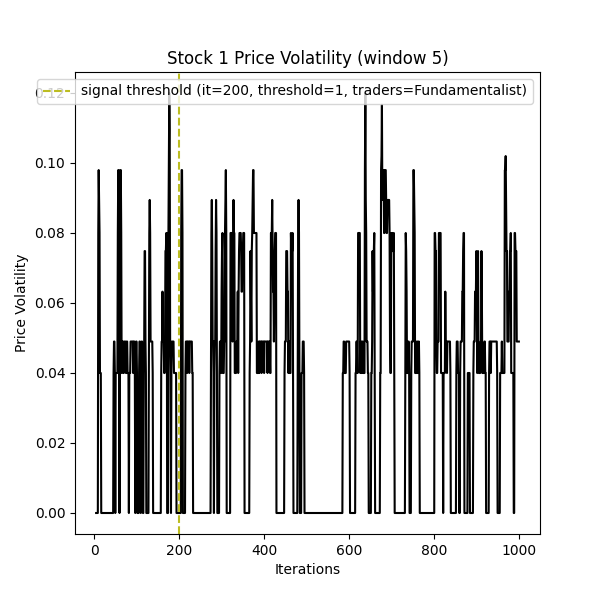 Stock 1 Price Volatility (window 5)
signal threshold (it=200, threshold=1, traders=Fundamentalist)
0.12
0.10
0.08
0.06
0.04
0.02
0.00
Price Volatility
0 200 400 600 800 1000
Iterations